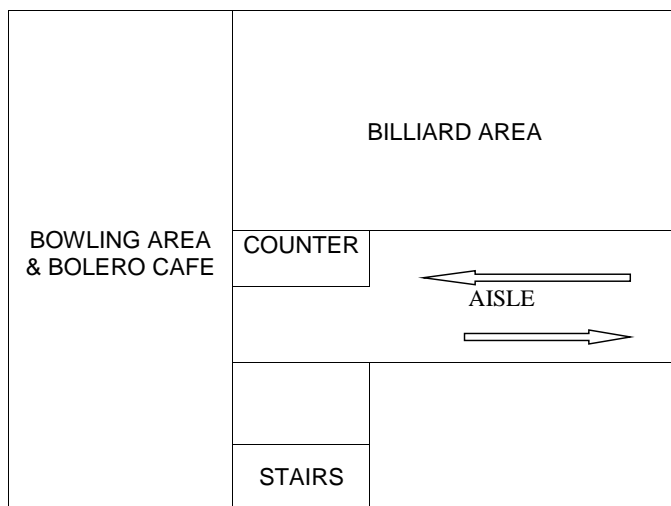 BILLIARD AREA
BOWLING AREA
& BOLERO CAFE
COUNTER
AISLE
STAIRS